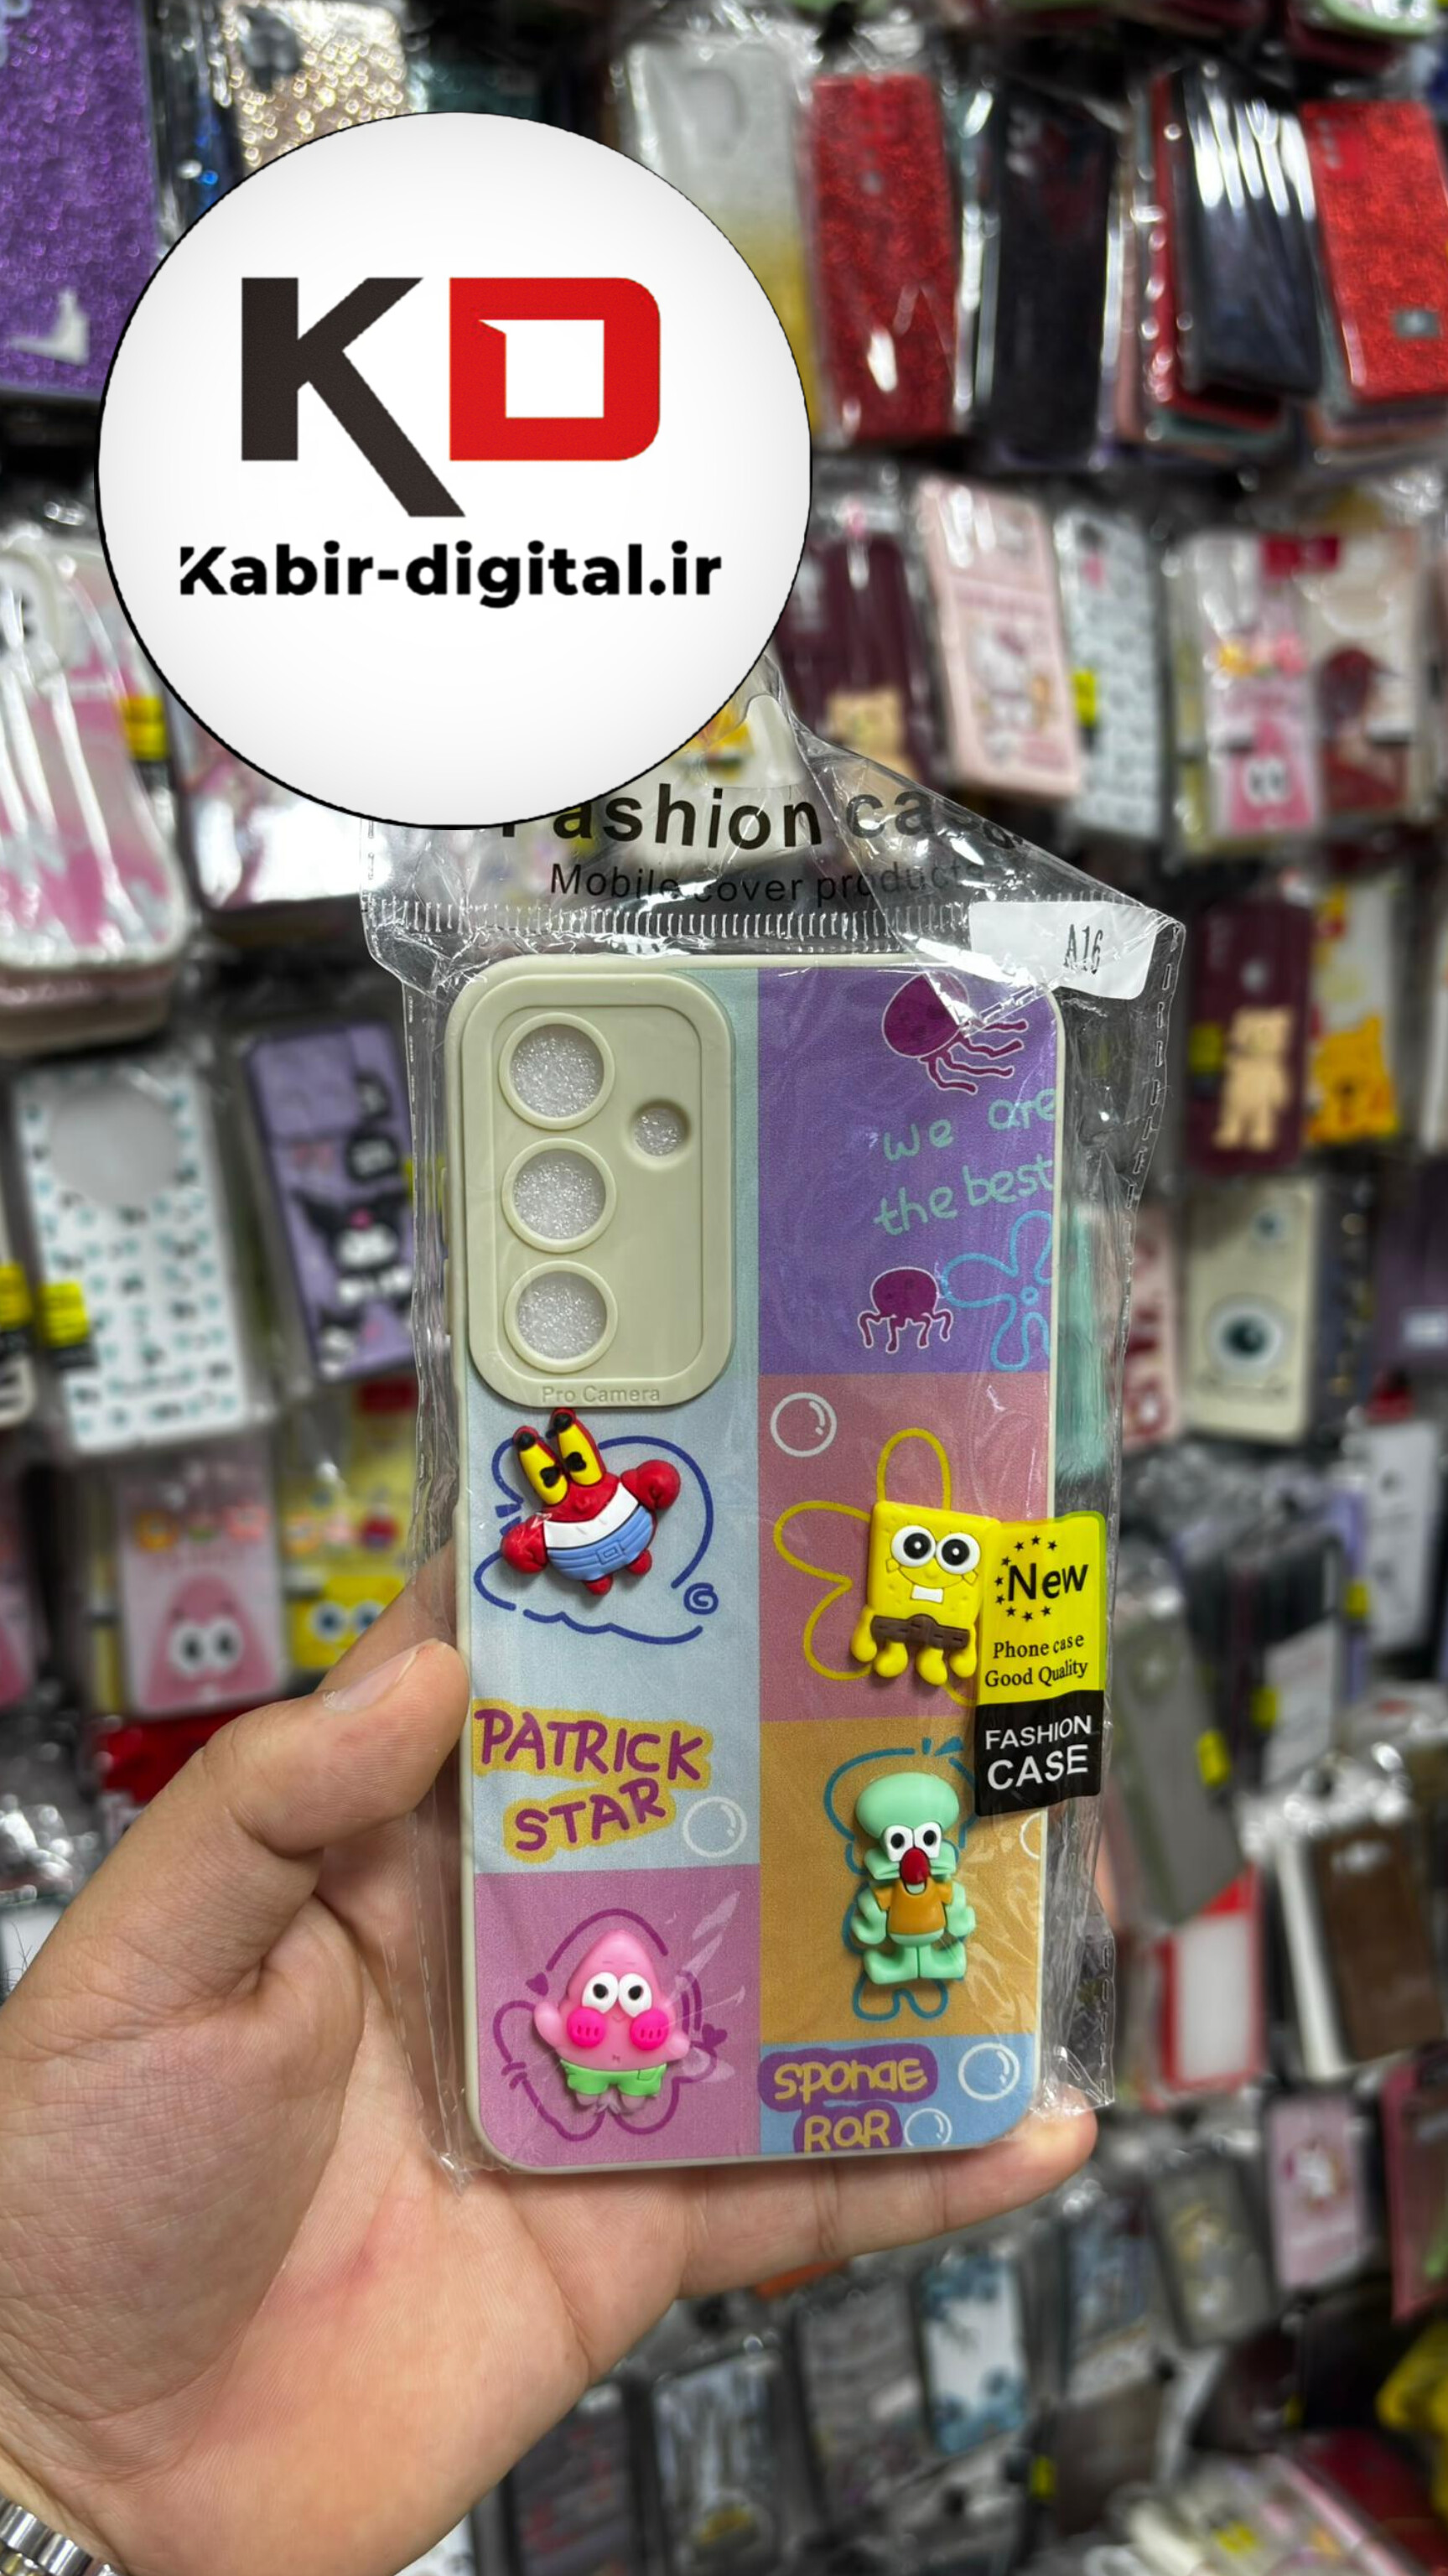 KD
Kabir-digital.ir
Fashion case
Mobile cover products
A16
we are
the best
Pro Camera
New
Phone case
Good Quality
FASHION
CASE
PATRICK
STAR
SPONGE
ROR